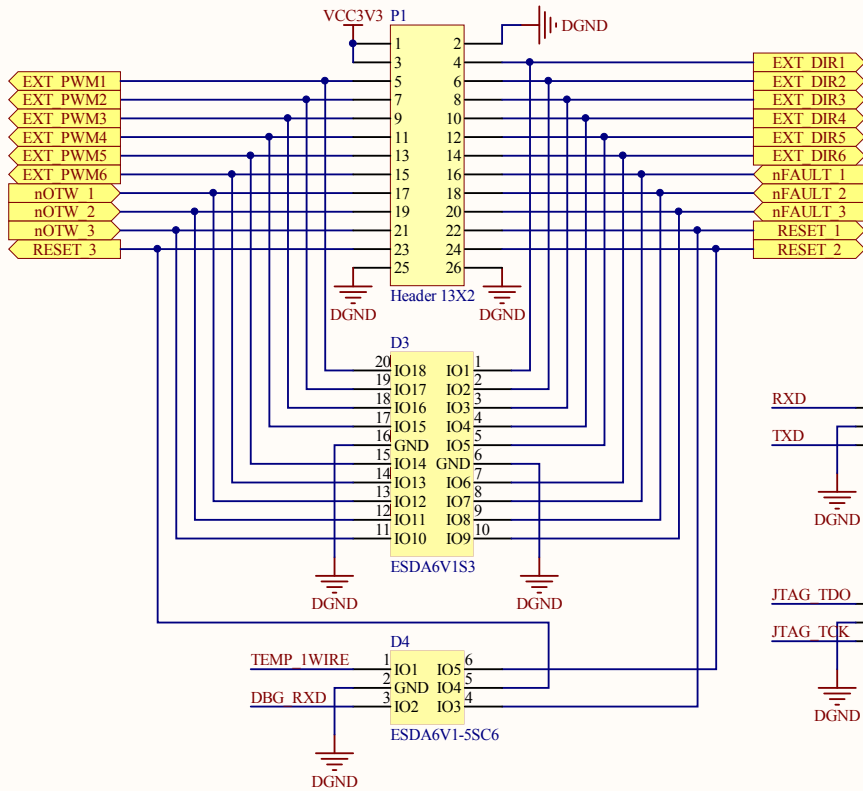 VCC3V3 P1
1 2 DGND
3 4 EXT_DIR1
EXT_PWM1 5 6 EXT_DIR2
EXT_PWM2 7 8 EXT_DIR3
EXT_PWM3 9 10 EXT_DIR4
EXT_PWM4 11 12 EXT_DIR5
EXT_PWM5 13 14 EXT_DIR6
EXT_PWM6 15 16 nFAULT_1
nOTW_1 17 18 nFAULT_2
nOTW_2 19 20 nFAULT_3
nOTW_3 21 22 RESET_1
RESET_3 23 24 RESET_2
25 26
Header 13X2
DGND DGND
D3
20 IO18 IO1 1
19 IO17 IO2 2
18 IO16 IO3 3
17 IO15 IO4 4
16 GND IO5 5
15 IO14 GND 6
14 IO13 IO6 7
13 IO12 IO7 8
12 IO11 IO8 9
11 IO10 IO9 10
ESDA6V1S3
DGND DGND
D4
TEMP_1WIRE 1 IO1 IO5 6
2 GND IO4 5
DBG_RXD 3 IO2 IO3 4
ESDA6V1-5SC6
DGND
RXD
TXD
DGND
JTAG_TDO
JTAG_TCK
DGND